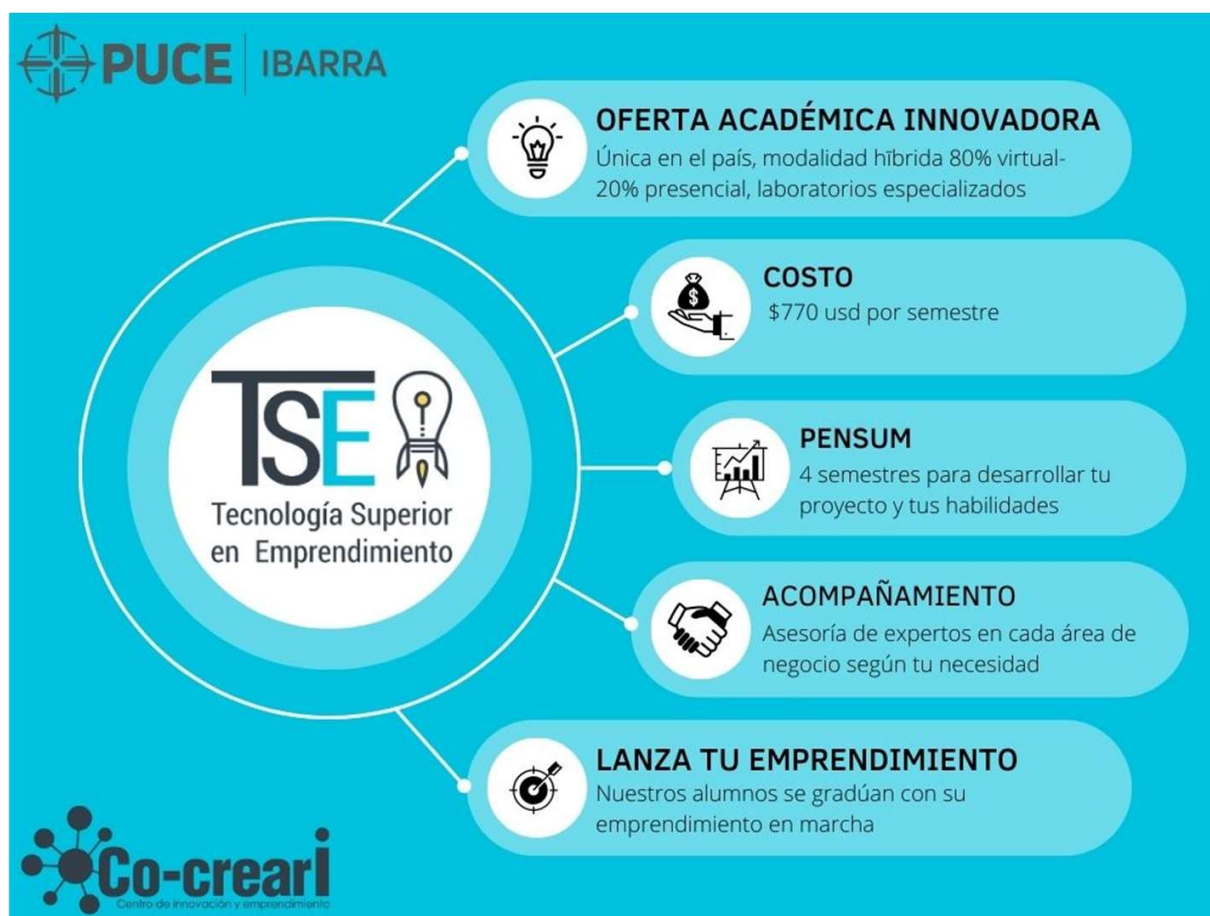 PUCE IBARRA
OFERTA ACADÉMICA INNOVADORA
Única en el país, modalidad híbrida 80% virtual-
20% presencial, laboratorios especializados
COSTO
$770 usd por semestre
PENSUM
4 semestres para desarrollar tu
proyecto y tus habilidades
TSE
Tecnología Superior
en Emprendimiento
ACOMPAÑAMIENTO
Asesoría de expertos en cada área de
negocio según tu necesidad
LANZA TU EMPRENDIMIENTO
Nuestros alumnos se gradúan con su
emprendimiento en marcha
Co-creari
Centro de innovación y emprendimiento